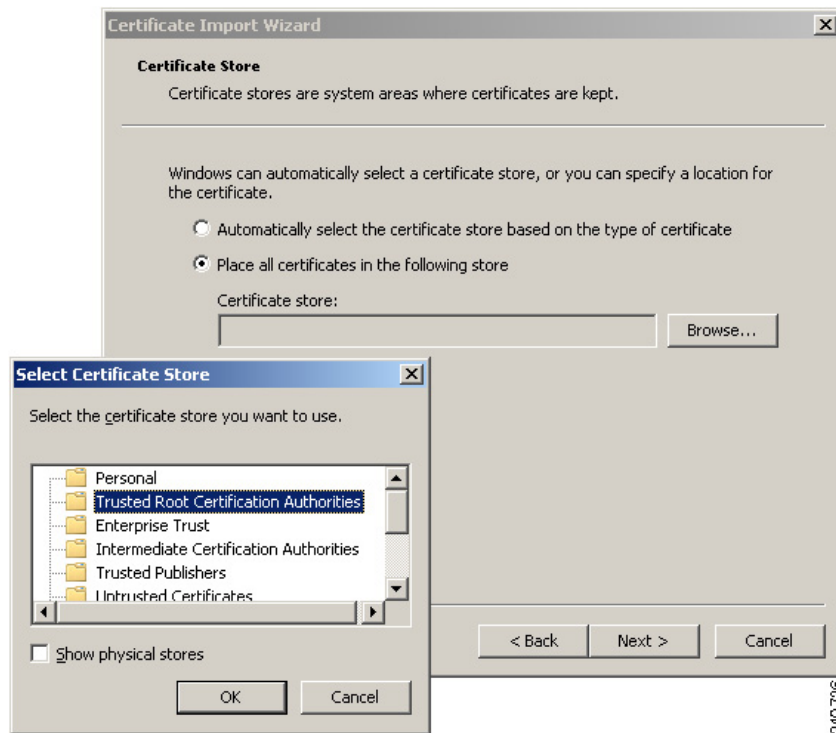 Certificate Import Wizard
Certificate Store
Certificate stores are system areas where certificates are kept.
Windows can automatically select a certificate store, or you can specify a location for
the certificate.
Automatically select the certificate store based on the type of certificate
Place all certificates in the following store
Certificate store:
Browse...
Select Certificate Store
Select the certificate store you want to use.
Personal
Trusted Root Certification Authorities
Enterprise Trust
Intermediate Certification Authorities
Trusted Publishers
Untrusted Certificates
Show physical stores
OK
Cancel
< Back
Next >
Cancel